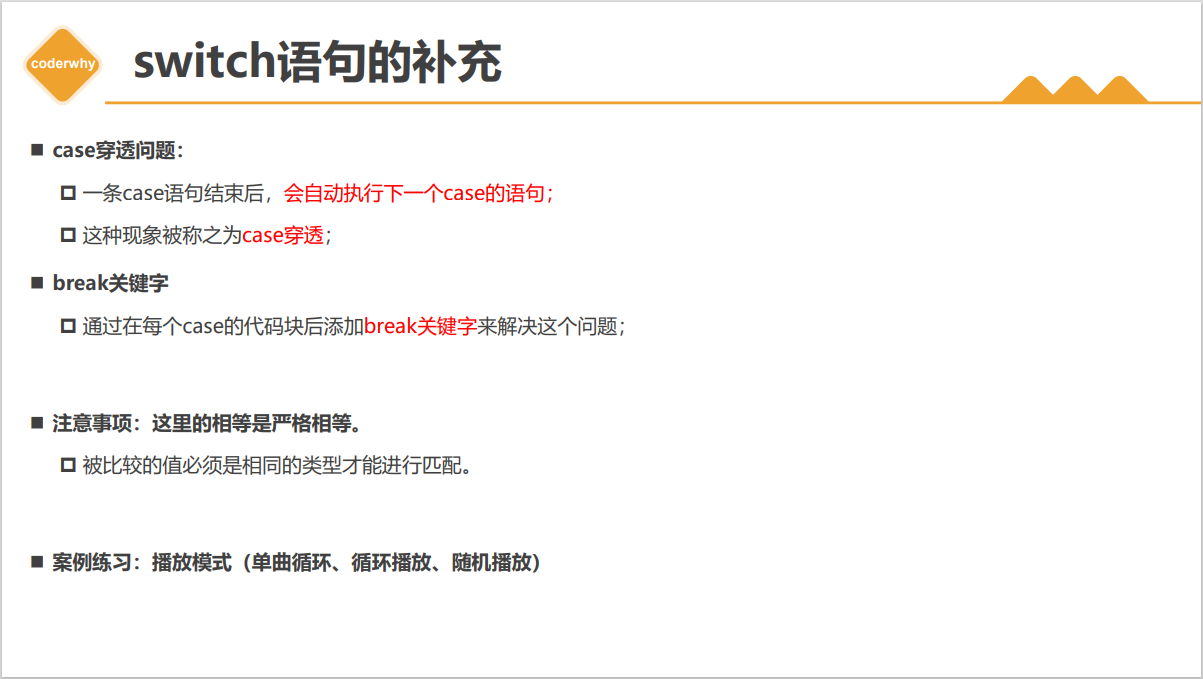 coderwhy
switch语句的补充
case穿透问题：
一条case语句结束后，会自动执行下一个case的语句；
这种现象被称之为case穿透；
break关键字
通过在每个case的代码块后添加break关键字来解决这个问题；
注意事项：这里的相等是严格相等。
被比较的值必须是相同的类型才能进行匹配。
案例练习：播放模式（单曲循环、循环播放、随机播放）